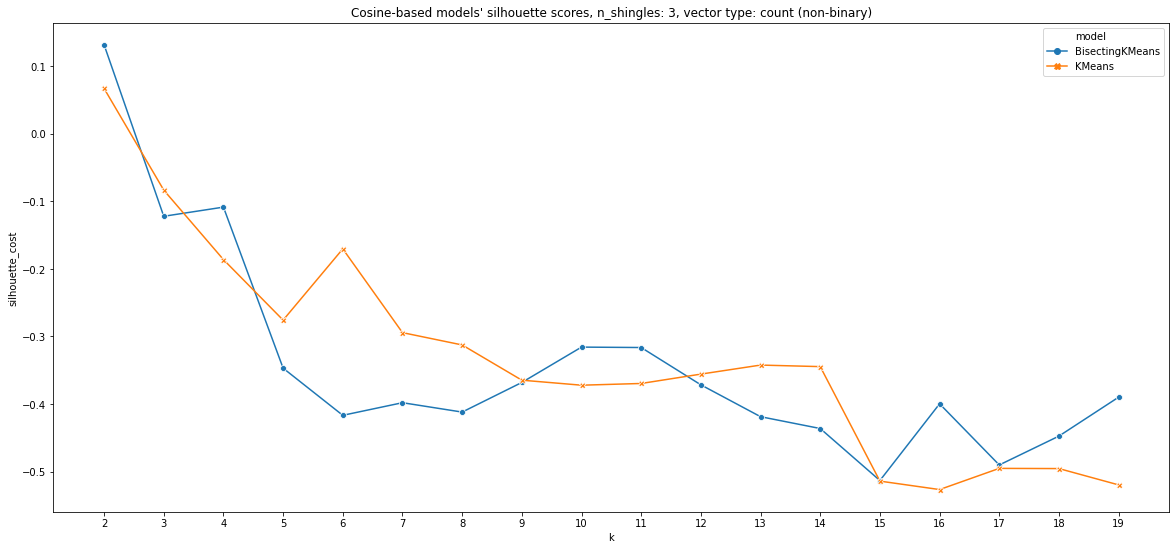 Cosine-based models' silhouette scores, n_shingles: 3, vector type: count (non-binary)
model
BisectingKMeans
KMeans
silhouette_cost
0.1
0.0
−0.1
−0.2
−0.3
−0.4
−0.5
2 3 4 5 6 7 8 9 10 11 12 13 14 15 16 17 18 19
k